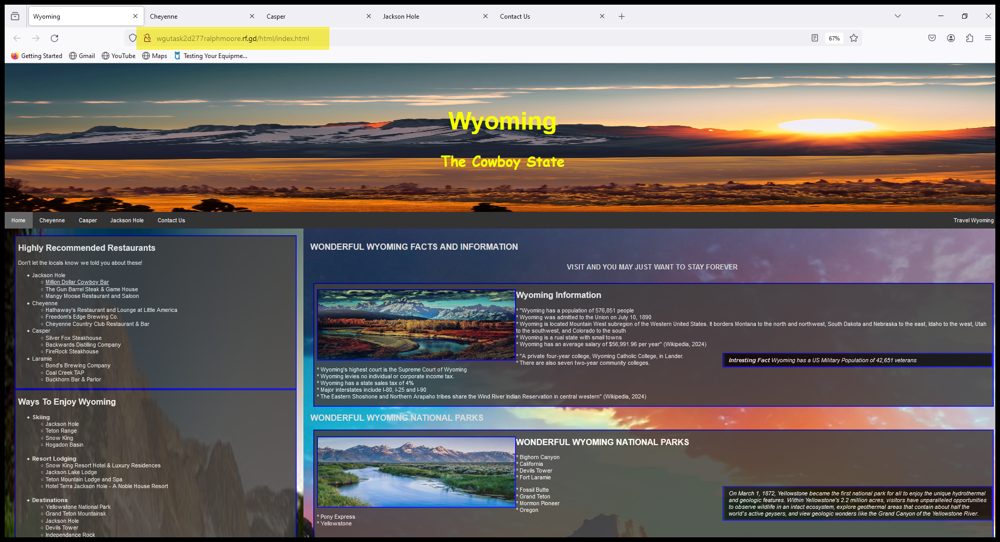 Wyoming
Cheyenne
Casper
Jackson Hole
Contact Us
wgutask2d277ralphmoore.rf.gd/html/index.html
67%
Getting Started
Gmail
YouTube
Maps
Testing Your Equipme...
Wyoming
The Cowboy State
Home
Cheyenne
Casper
Jackson Hole
Contact Us
Travel Wyoming
Highly Recommended Restaurants
Don't let the locals know we told you about these!
Jackson Hole
Million Dollar Cowboy Bar
The Gun Barrel Steak & Game House
Mangy Moose Restaurant and Saloon
Cheyenne
Hathaway's Restaurant and Lounge at Little America
Freedom's Edge Brewing Co.
Cheyenne Country Club Restaurant & Bar
Casper
Silver Fox Steakhouse
Backwards Distilling Company
FireRock Steakhouse
Laramie
Bond's Brewing Company
Coal Creek TAP
Buckhorn Bar & Parlor
Ways To Enjoy Wyoming
Skiing
Jackson Hole
Teton Range
Snow King
Hogadon Basin
Resort Lodging
Snow King Resort Hotel & Luxury Residences
Jackson Lake Lodge
Teton Mountain Lodge and Spa
Hotel Terra Jackson Hole - A Noble House Resort
Destinations
Yellowstone National Park
Grand Teton Mountainsk
Jackson Hole
Devils Tower
Independance Rock
WONDERFUL WYOMING FACTS AND INFORMATION
VISIT AND YOU MAY JUST WANT TO STAY FOREVER
Wyoming Information
* "Wyoming has a population of 576,851 people
* Wyoming was admitted to the Union on July 10, 1890
* Wyoming is located Mountain West subregion of the Western United States. It borders Montana to the north and northwest, South Dakota and Nebraska to the east, Idaho to the west, Utah
to the southwest, and Colorado to the south
* Wyoming is a rual state with small towns
* Wyoming has an average salary of $56,991.96 per year" (Wikipedia, 2024)
* "A private four-year college, Wyoming Catholic College, in Lander.
* There are also seven two-year community colleges.
Intresting Fact Wyoming has a US Military Population of 42,651 veterans
* Wyoming's highest court is the Supreme Court of Wyoming
* Wyoming levies no individual or corporate income tax.
* Wyoming has a state sales tax of 4%
* Major interstates include I-80, I-25 and I-90
* The Eastern Shoshone and Northern Arapaho tribes share the Wind River Indian Reservation in central western" (Wikipedia, 2024)
WONDERFUL WYOMING NATIONAL PARKS
WONDERFUL WYOMING NATIONAL PARKS
* Bighorn Canyon
* California
* Devils Tower
* Fort Laramie
* Fossil Butte
* Grand Teton
* Mormon Pioneer
* Oregon
* Pony Express
* Yellowstone
On March 1, 1872, Yellowstone became the first national park for all to enjoy the unique hydrothermal
and geologic features. Within Yellowstone's 2.2 million acres, visitors have unparalleled opportunities
to observe wildlife in an intact ecosystem, explore geothermal areas that contain about half the
world's active geysers, and view geologic wonders like the Grand Canyon of the Yellowstone River.